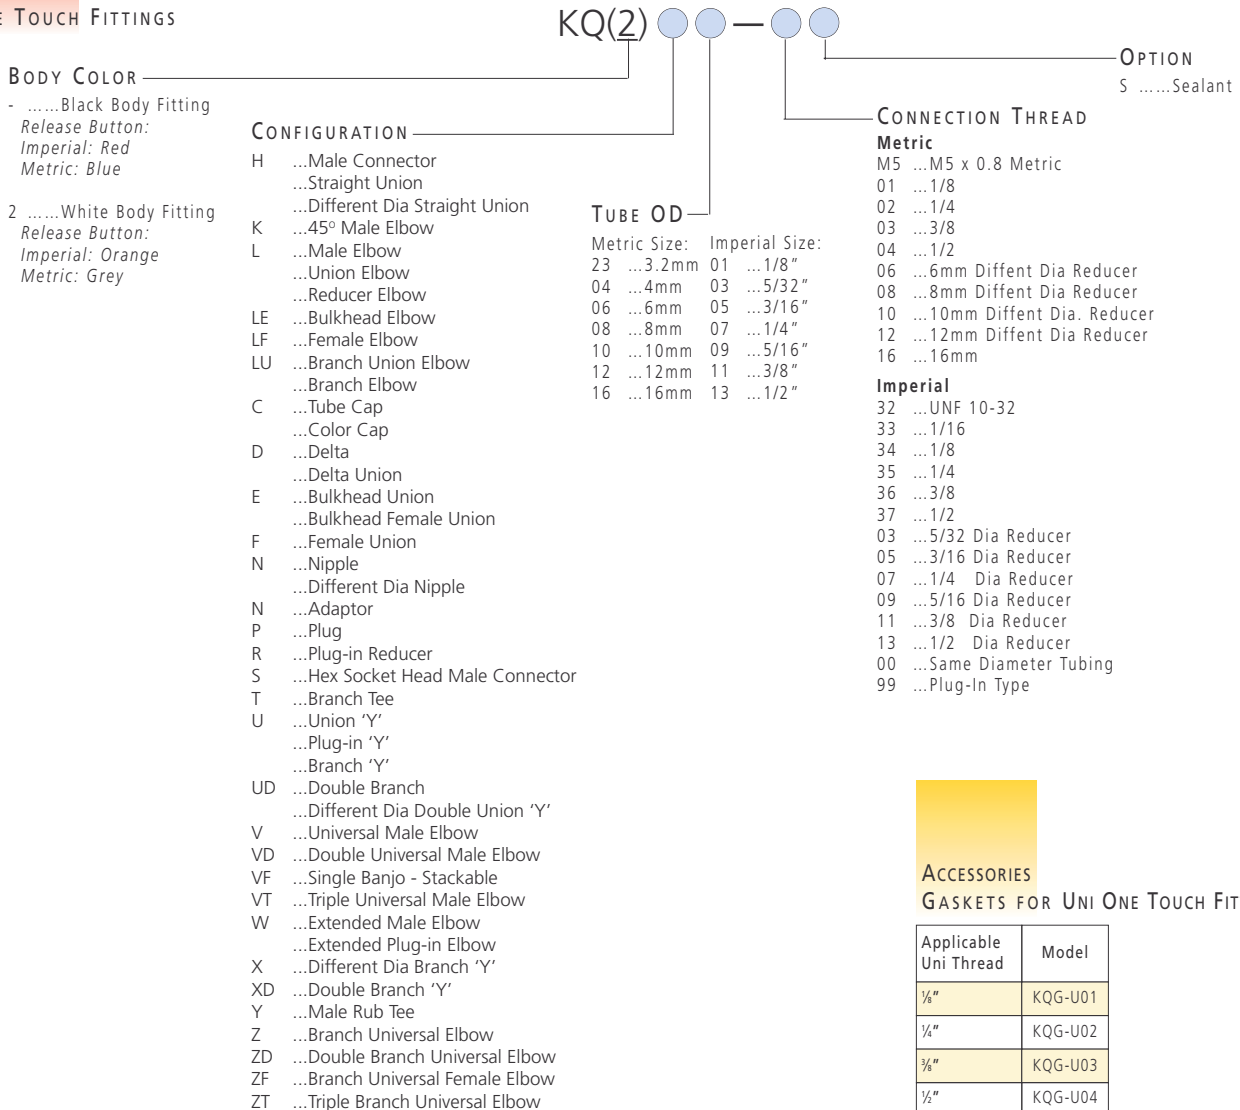 E TOUCH FITTINGS
KQ(2) —
BODY COLOR
- ……Black Body Fitting
Release Button:
Imperial: Red
Metric: Blue
2 ……White Body Fitting
Release Button:
Imperial: Orange
Metric: Grey
CONFIGURATION
H ...Male Connector
...Straight Union
...Different Dia Straight Union
K ...45° Male Elbow
L ...Male Elbow
...Union Elbow
...Reducer Elbow
LE ...Bulkhead Elbow
LF ...Female Elbow
LU ...Branch Union Elbow
...Branch Elbow
C ...Tube Cap
...Color Cap
D ...Delta
...Delta Union
E ...Bulkhead Union
...Bulkhead Female Union
F ...Female Union
N ...Nipple
...Different Dia Nipple
N ...Adaptor
P ...Plug
R ...Plug-in Reducer
S ...Hex Socket Head Male Connector
T ...Branch Tee
U ...Union ‘Y’
...Plug-in ‘Y’
...Branch ‘Y’
UD ...Double Branch
...Different Dia Double Union ‘Y’
V ...Universal Male Elbow
VD ...Double Universal Male Elbow
VF ...Single Banjo - Stackable
VT ...Triple Universal Male Elbow
W ...Extended Male Elbow
...Extended Plug-in Elbow
X ...Different Dia Branch ‘Y’
XD ...Double Branch ‘Y’
Y ...Male Rub Tee
Z ...Branch Universal Elbow
ZD ...Double Branch Universal Elbow
ZF ...Branch Universal Female Elbow
ZT ...Triple Branch Universal Elbow
TUBE OD
Metric Size: Imperial Size:
23 ...3.2mm 01 ...1/8”
04 ...4mm 03 ...5/32”
06 ...6mm 05 ...3/16”
08 ...8mm 07 ...1/4”
10 ...10mm 09 ...5/16”
12 ...12mm 11 ...3/8”
16 ...16mm 13 ...1/2”
CONNECTION THREAD
Metric
M5 ...M5 x 0.8 Metric
01 ...1/8
02 ...1/4
03 ...3/8
04 ...1/2
06 ...6mm Diffent Dia Reducer
08 ...8mm Diffent Dia Reducer
10 ...10mm Diffent Dia. Reducer
12 ...12mm Diffent Dia Reducer
16 ...16mm
Imperial
32 ...UNF 10-32
33 ...1/16
34 ...1/8
35 ...1/4
36 ...3/8
37 ...1/2
03 ...5/32 Dia Reducer
05 ...3/16 Dia Reducer
07 ...1/4 Dia Reducer
09 ...5/16 Dia Reducer
11 ...3/8 Dia Reducer
13 ...1/2 Dia Reducer
00 ...Same Diameter Tubing
99 ...Plug-In Type
OPTION
S ……Sealant
ACCESSORIES
GASKETS FOR UNI ONE TOUCH FIT
Applicable Model
Uni Thread
⅛” KQG-U01
¼” KQG-U02
⅜” KQG-U03
½” KQG-U04